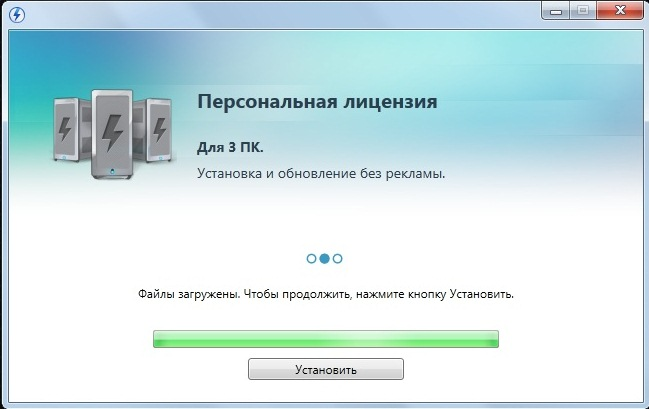 Персональная лицензия
Для 3 ПК.
Установка и обновление без рекламы.
Файлы загружены. Чтобы продолжить, нажмите кнопку Установить.
Установить